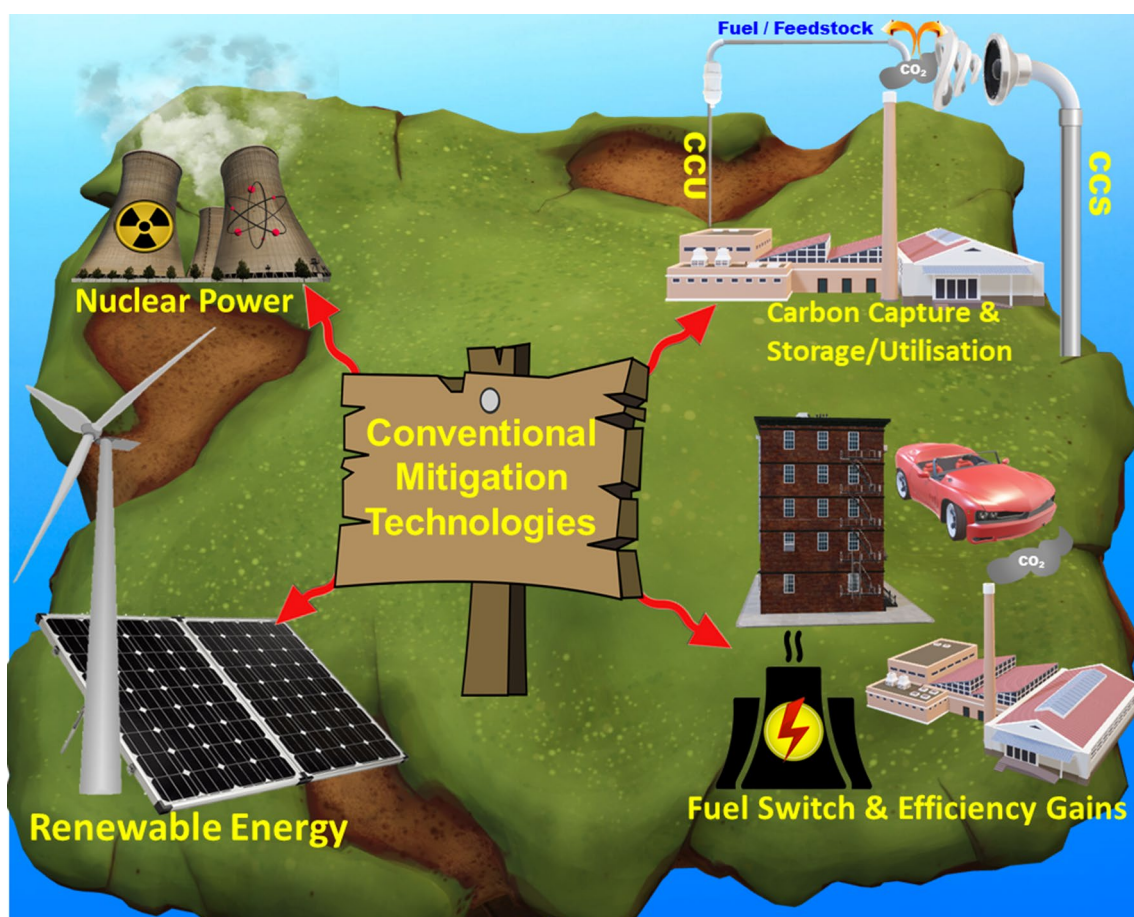 Fuel / Feedstock
CO₂
CCU
CCS
Nuclear Power
Carbon Capture &
Storage/Utilisation
Conventional
Mitigation
Technologies
CO₂
Renewable Energy
Fuel Switch & Efficiency Gains